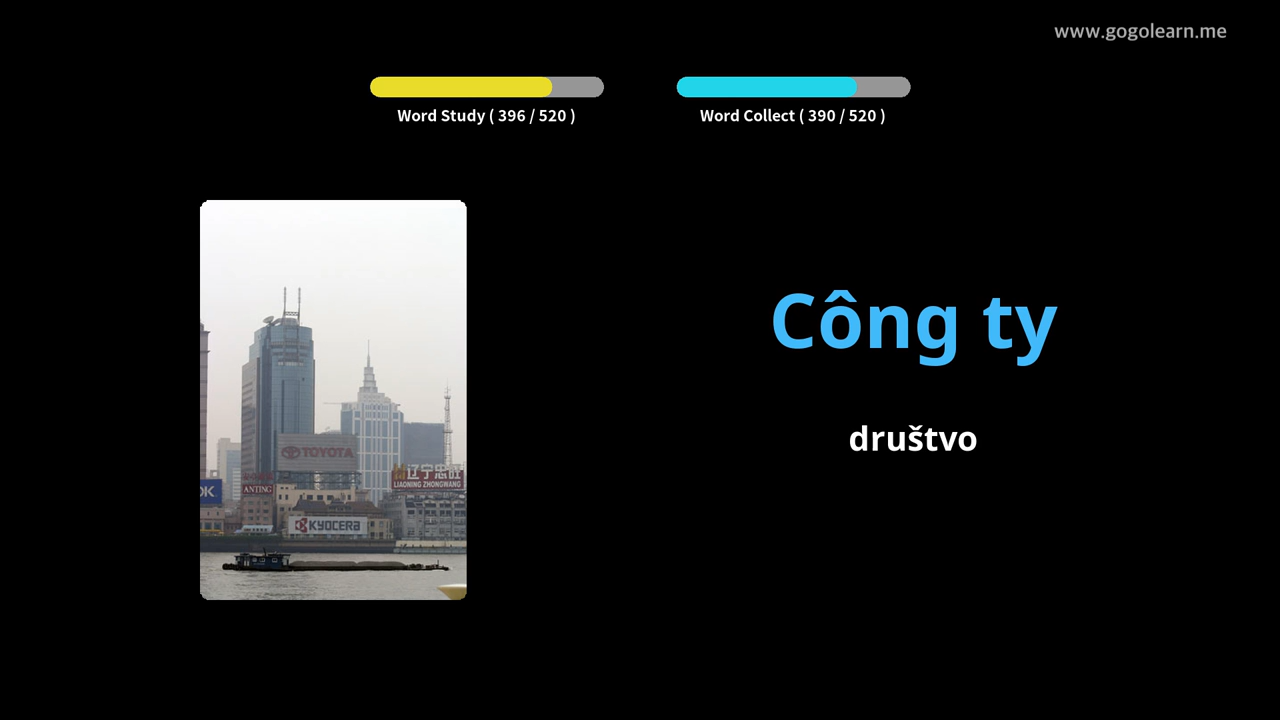 www.gogolearn.me
Word Study ( 396 / 520 )
Word Collect ( 390 / 520 )
Công ty
društvo
TOYOTA
辽宁忠旺
LIAONING ZHONGWANG
OK
ANTING
KYOCERA